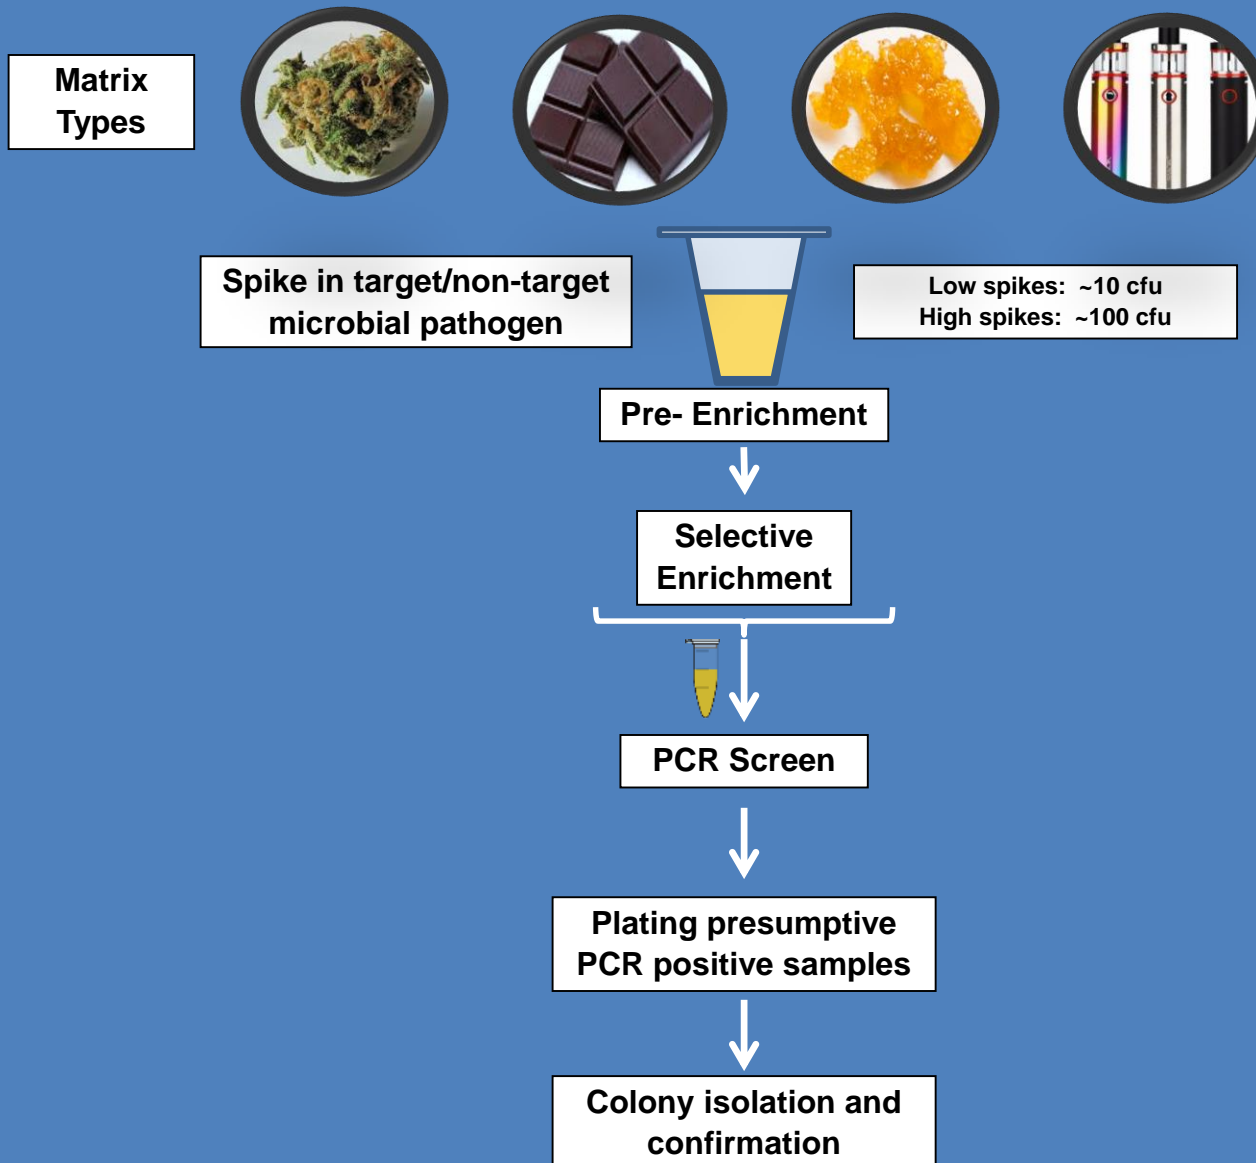 Matrix
Types
Spike in target/non-target
microbial pathogen
Low spikes:  ~10 cfu
High spikes:  ~100 cfu
Pre- Enrichment
Selective
Enrichment
PCR Screen
Plating presumptive
PCR positive samples
Colony isolation and
confirmation